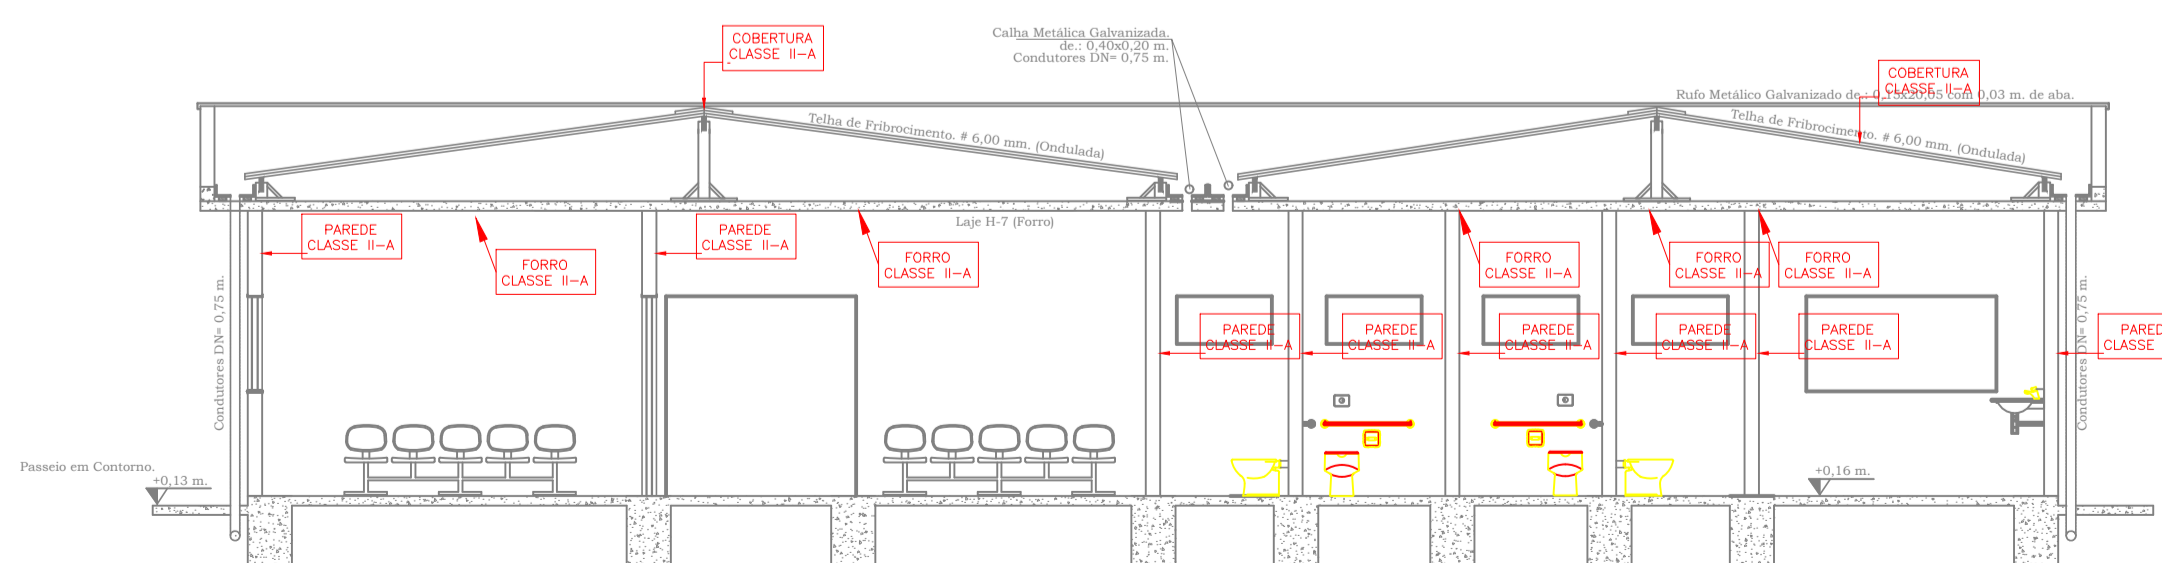 COBERTURA
CLASSE II-A
Calha Metálica Galvanizada.
de.: 0,40x0,20 m.
Condutores DN= 0,75 m.
COBERTURA
CLASSE II-A
Rufo Metálico Galvanizado de.: 0,15x20,05 com 0,03 m. de aba.
Telha de Fribrocimento. # 6,00 mm. (Ondulada)
Telha de Fribrocimento. # 6,00 mm. (Ondulada)
Laje H-7 (Forro)
PAREDE
CLASSE II-A
FORRO
CLASSE II-A
PAREDE
CLASSE II-A
FORRO
CLASSE II-A
FORRO
CLASSE II-A
FORRO
CLASSE II-A
FORRO
CLASSE II-A
Condutores DN= 0,75 m.
PAREDE
CLASSE II-A
PAREDE
CLASSE II-A
PAREDE
CLASSE II-A
PAREDE
CLASSE II-A
PAREDE
CLASSE II-A
PARED
CLASSE
Condutores DN= 0,75 m.
Passeio em Contorno.
+0,13 m.
+0,16 m.